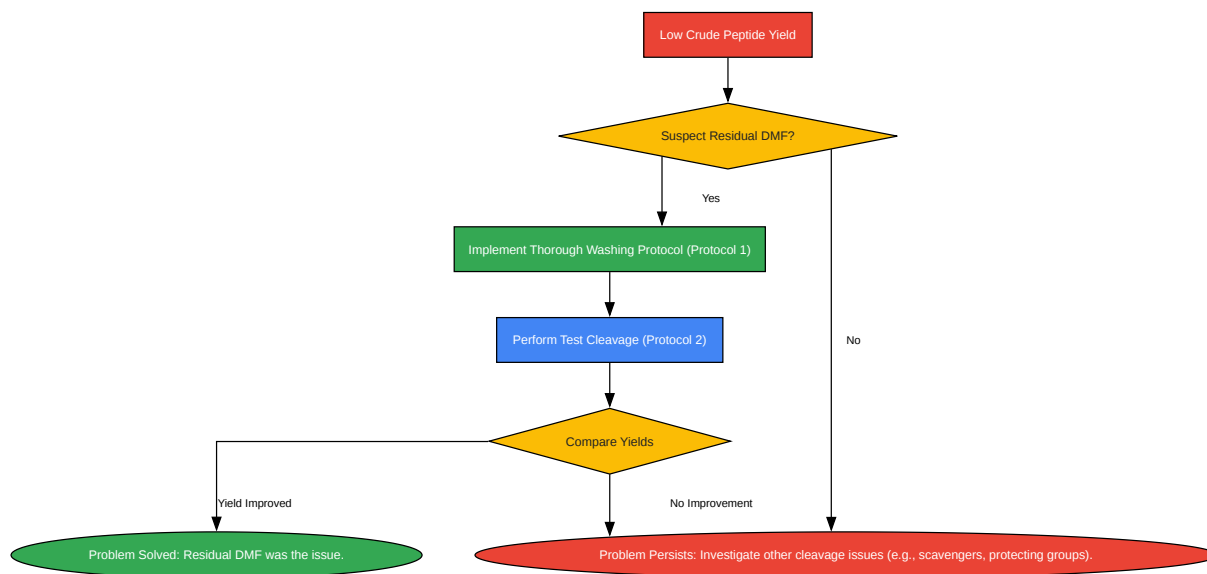 Low Crude Peptide Yield
Suspect Residual DMF?
Yes
Implement Thorough Washing Protocol (Protocol 1)
Perform Test Cleavage (Protocol 2)
No
Compare Yields
Yield Improved
No Improvement
Problem Solved: Residual DMF was the issue.
Problem Persists: Investigate other cleavage issues (e.g., scavengers, protecting groups).